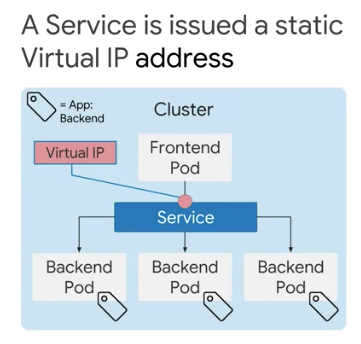 A Service is issued a static
Virtual IP address
= App:
Backend
Cluster
Virtual IP
Frontend
Pod
Service
Backend
Pod
Backend
Pod
Backend
Pod